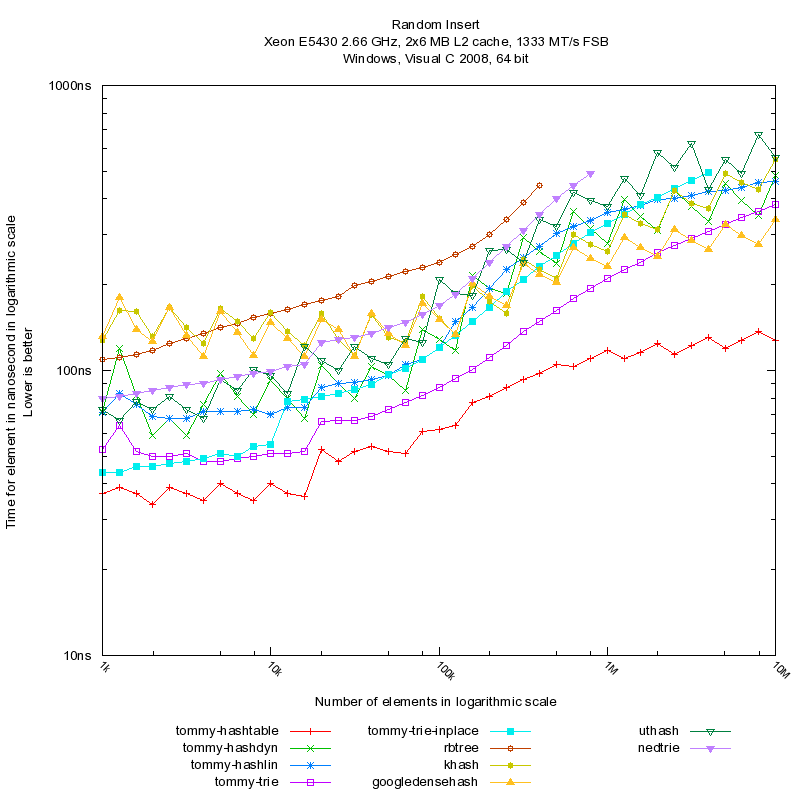 Random Insert
Xeon E5430 2.66 GHz, 2x6 MB L2 cache, 1333 MT/s FSB
Windows, Visual C 2008, 64 bit
1000ns
100ns
10ns
Time for element in nanosecond in logarithmic scale
Lower is better
1k 10k 100k 1M 10M
Number of elements in logarithmic scale
tommy-hashtable tommy-trie-inplace uthash
tommy-hashdyn rbtree nedtrie
tommy-hashlin khash
tommy-trie googledensehash